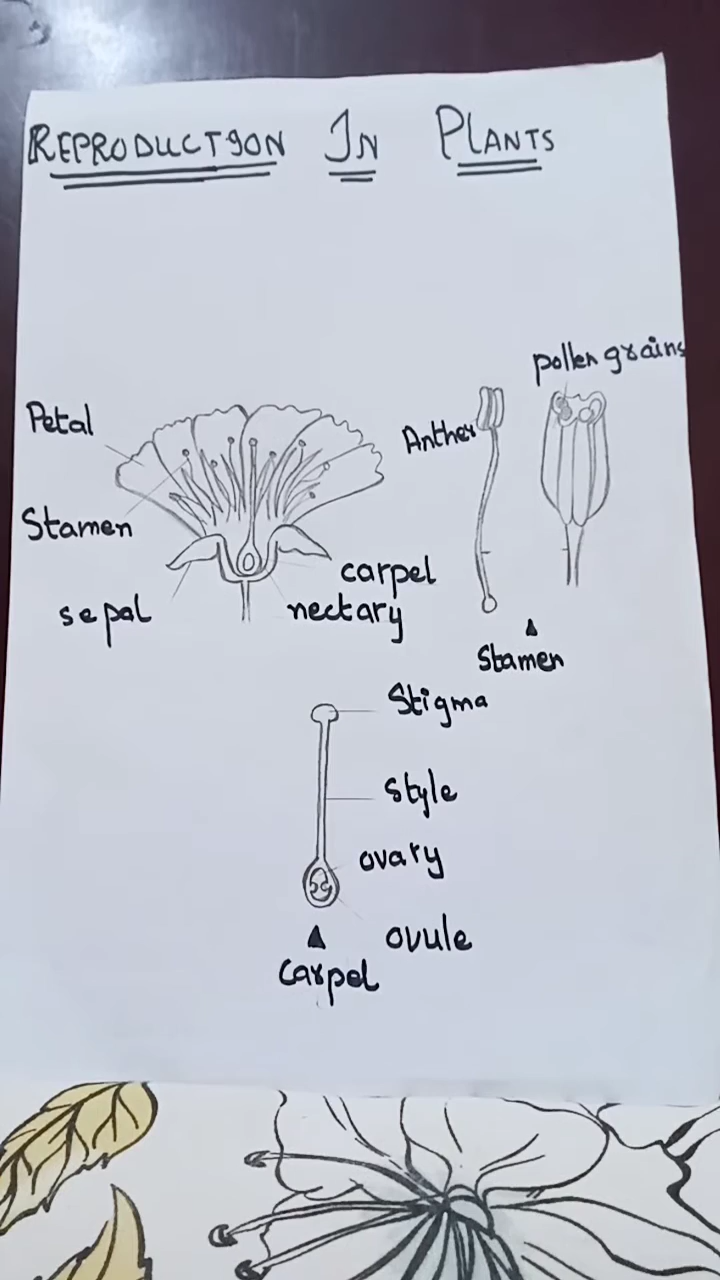 REPRODUCTION IN PLANTS
pollen grains
Petal
Anther
Stamen
carpel
sepal
nectary
Stamen
Stigma
Style
ovary
ovule
Carpel